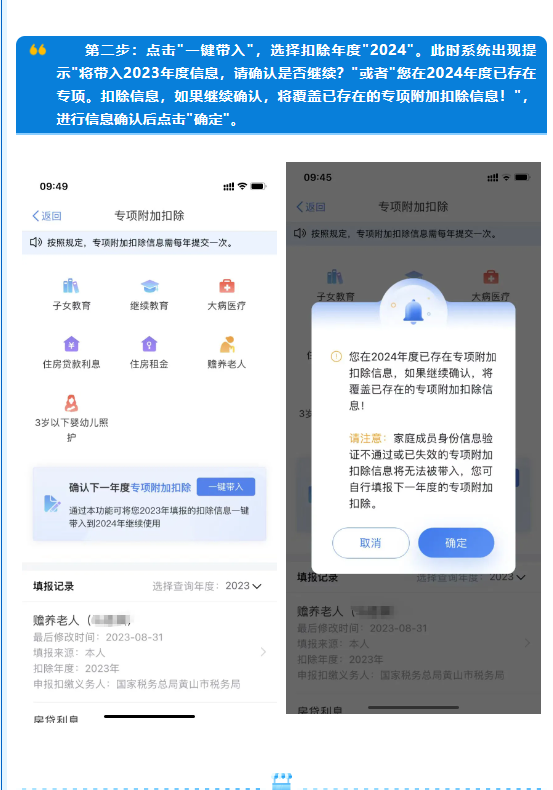 第二步：点击"一键带入"，选择扣除年度"2024"。此时系统出现提
示"将带入2023年度信息，请确认是否继续？"或者"您在2024年度已存在
专项。扣除信息，如果继续确认，将覆盖已存在的专项附加扣除信息！"，
进行信息确认后点击"确定"。
09:49
返回
专项附加扣除
按照规定，专项附加扣除信息需每年提交一次。
子女教育 继续教育 大病医疗
住房贷款利息 住房租金 赡养老人
3岁以下婴幼儿照
护
确认下一年度专项附加扣除 一键带入
通过本功能可将您2023年填报的扣除信息一键
带入到2024年继续使用
填报记录 选择查询年度：2023
赡养老人（
最后修改时间：2023-08-31
填报来源：本人
扣除年度：2023年
申报扣缴义务人：国家税务总局黄山市税务局
房贷利息
09:45
返回
专项附加扣除
按照规定，专项附加扣除信息需每年提交一次。
子女教育 大病医疗
您在2024年度已存在专项附加
扣除信息，如果继续确认，将
覆盖已存在的专项附加扣除信
息！
请注意：家庭成员身份信息验
证不通过或已失效的专项附加
扣除信息将无法被带入，您可
自行填报下一年度的专项附加
扣除。
取消 确定
填报记录 选择查询年度：2023
赡养老人（
最后修改时间：2023-08-31
填报来源：本人
扣除年度：2023年
申报扣缴义务人：国家税务总局黄山市税务局
房贷利息